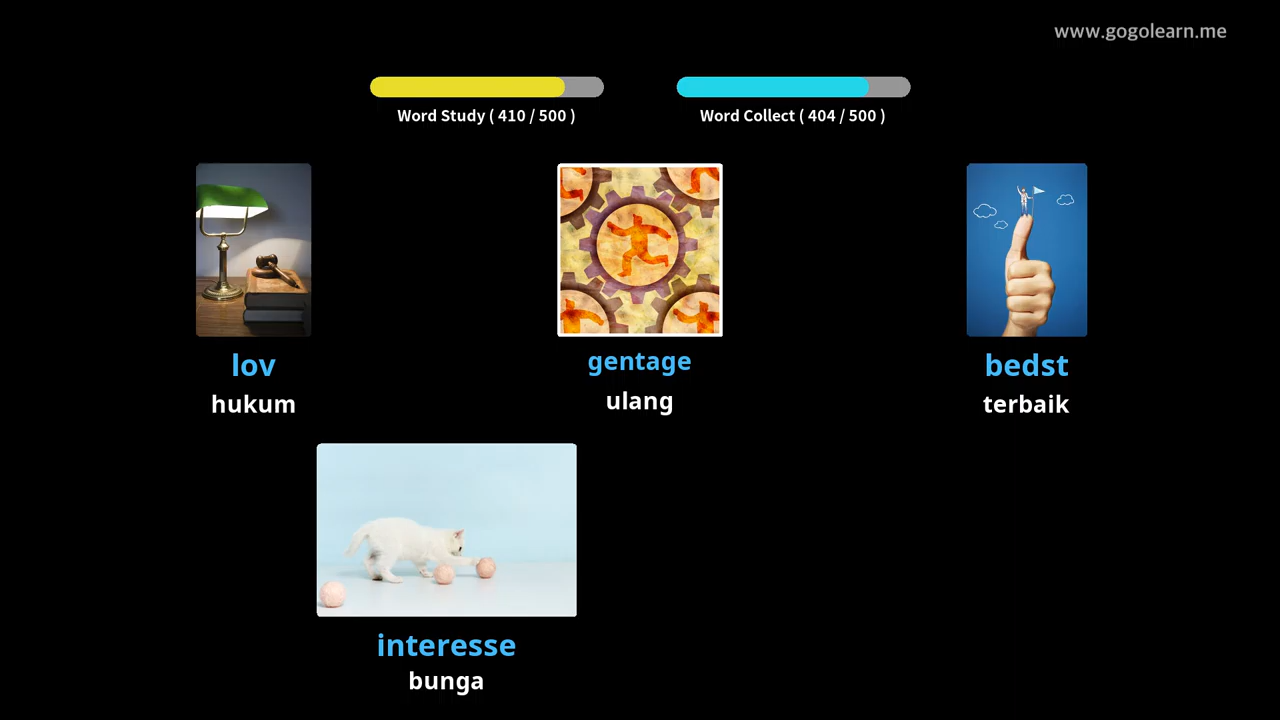 www.gogolearn.me
Word Study ( 410 / 500 )
Word Collect ( 404 / 500 )
lov
hukum
gentage
ulang
bedst
terbaik
interesse
bunga